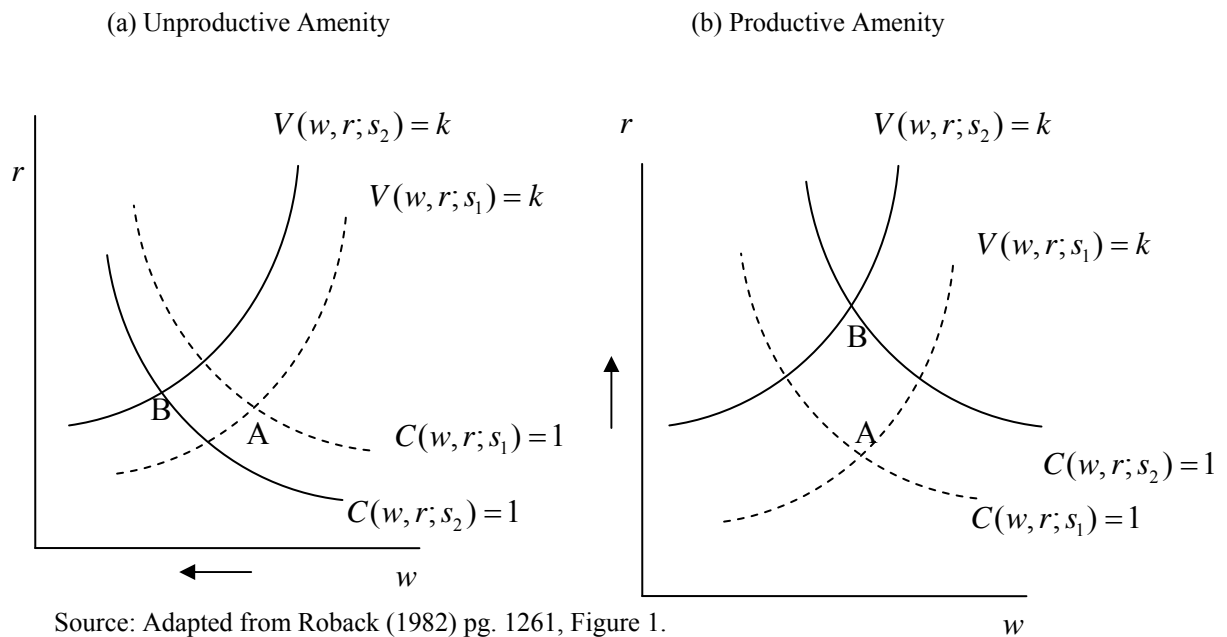 (a) Unproductive Amenity
(b) Productive Amenity
V(w,r;s₂)=k
r
V(w,r;s₁)=k
B
A
C(w,r;s₁)=1
C(w,r;s₂)=1
w
r
V(w,r;s₂)=k
V(w,r;s₁)=k
B
A
C(w,r;s₂)=1
C(w,r;s₁)=1
w
Source: Adapted from Roback (1982) pg. 1261, Figure 1.